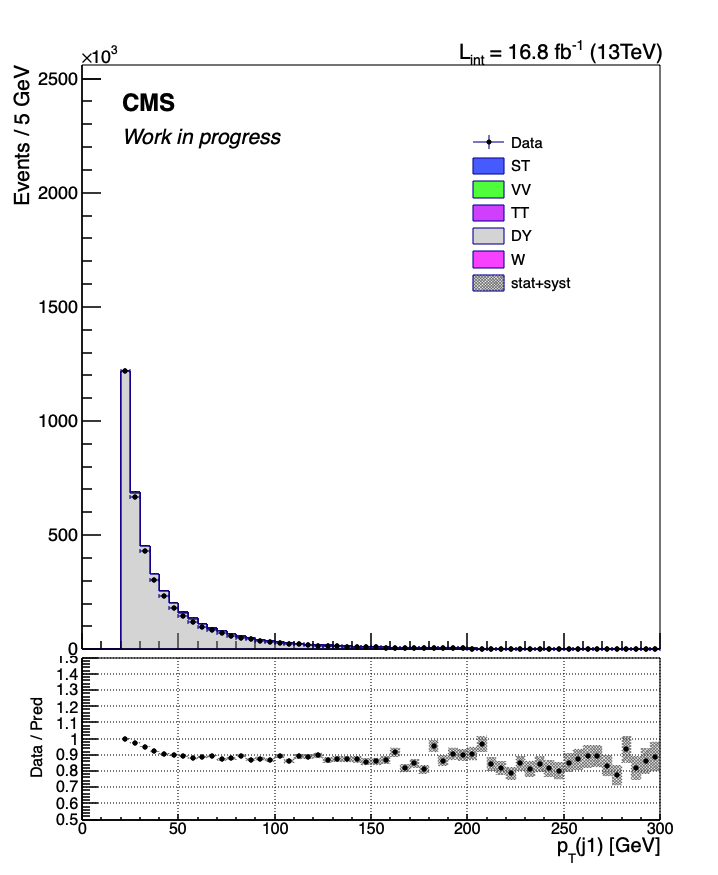 ×10³
L_int = 16.8 fb⁻¹ (13TeV)
Events / 5 GeV
2500
2000
1500
1000
500
0
CMS
Work in progress
Data
ST
VV
TT
DY
W
stat+syst
Data / Pred
1.5
1.4
1.3
1.2
1.1
1
0.9
0.8
0.7
0.6
0.5
0 50 100 150 200 250 300
p_T(j1) [GeV]